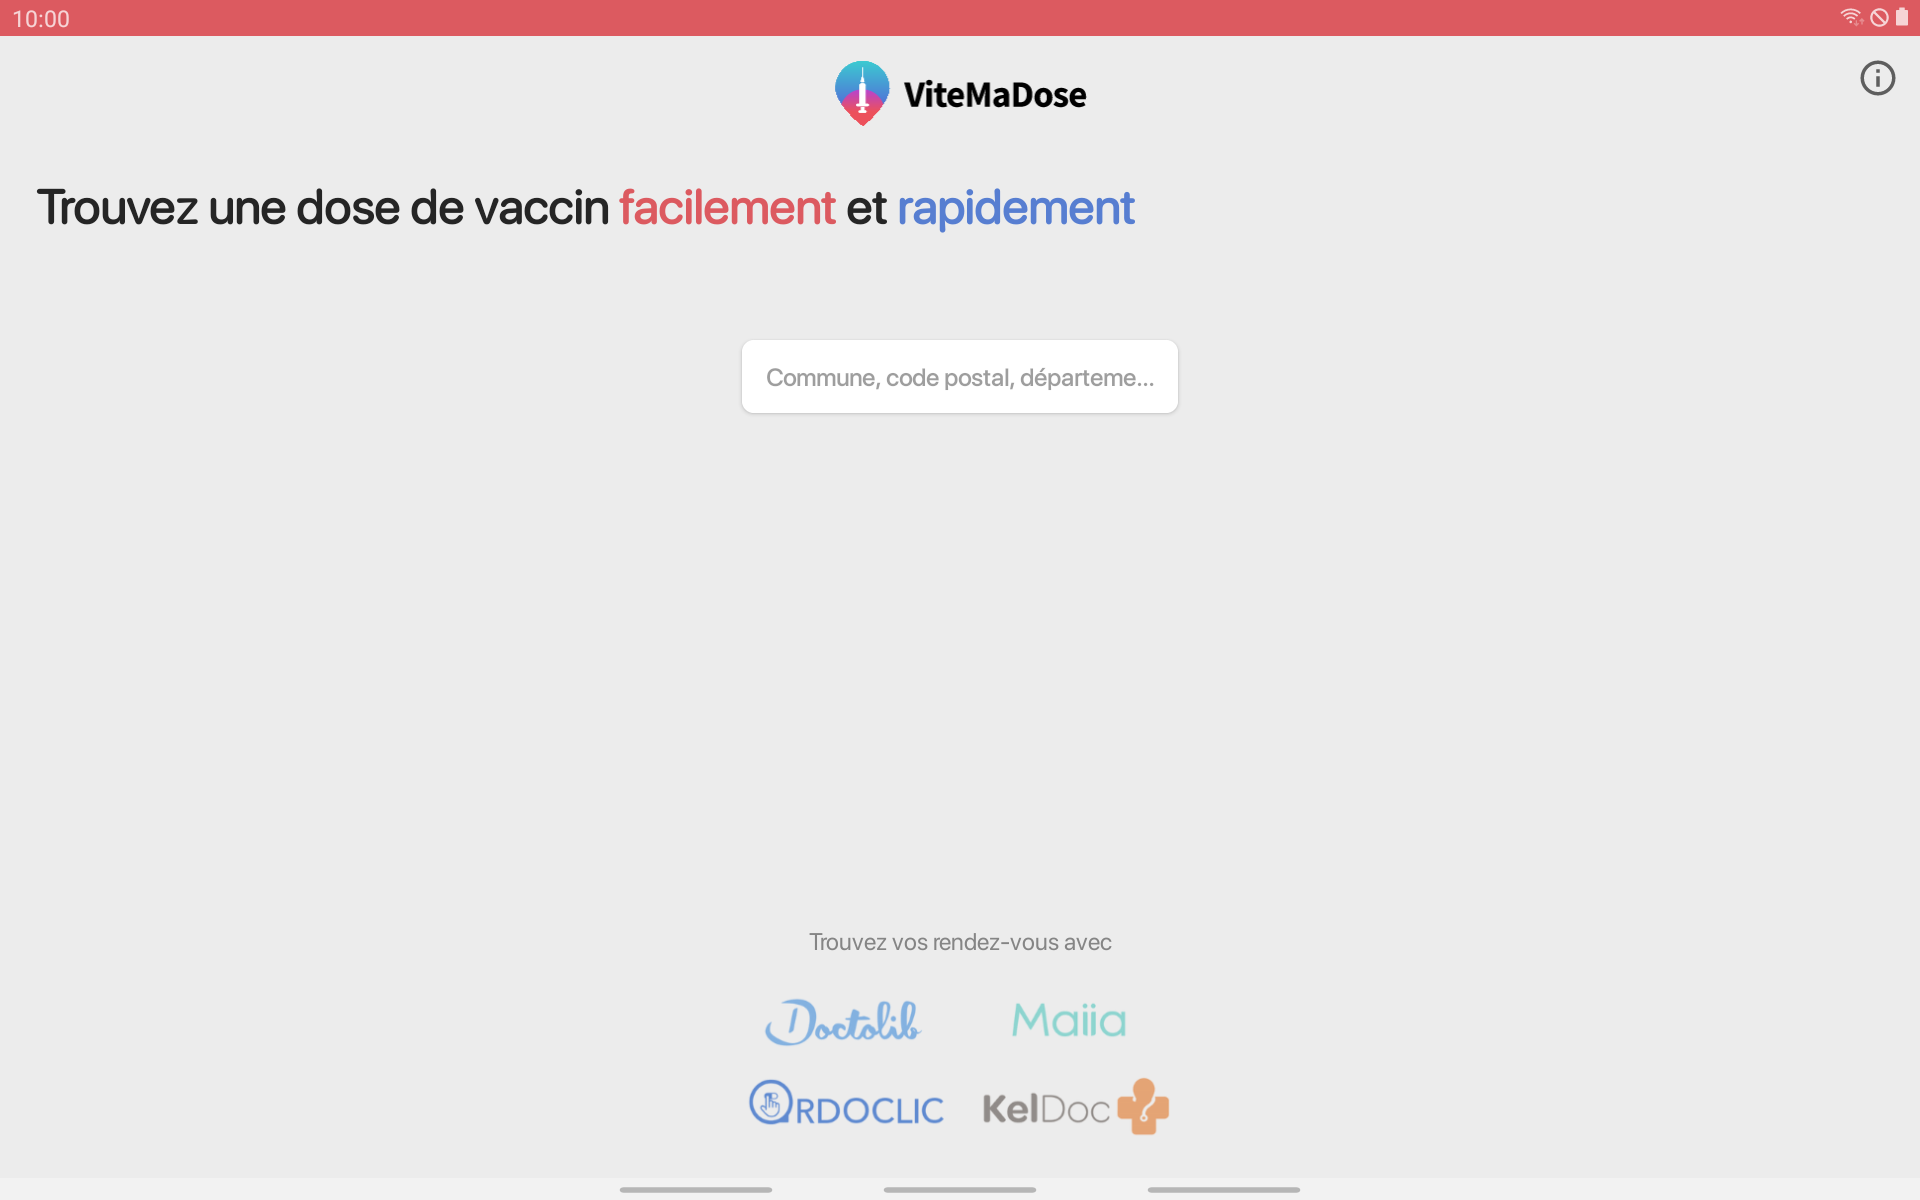 10:00
ViteMaDose
Trouvez une dose de vaccin facilement et rapidement
Commune, code postal, départeme...
Trouvez vos rendez-vous avec
Doctolib
Maiia
ARDOCLIC
KelDoc